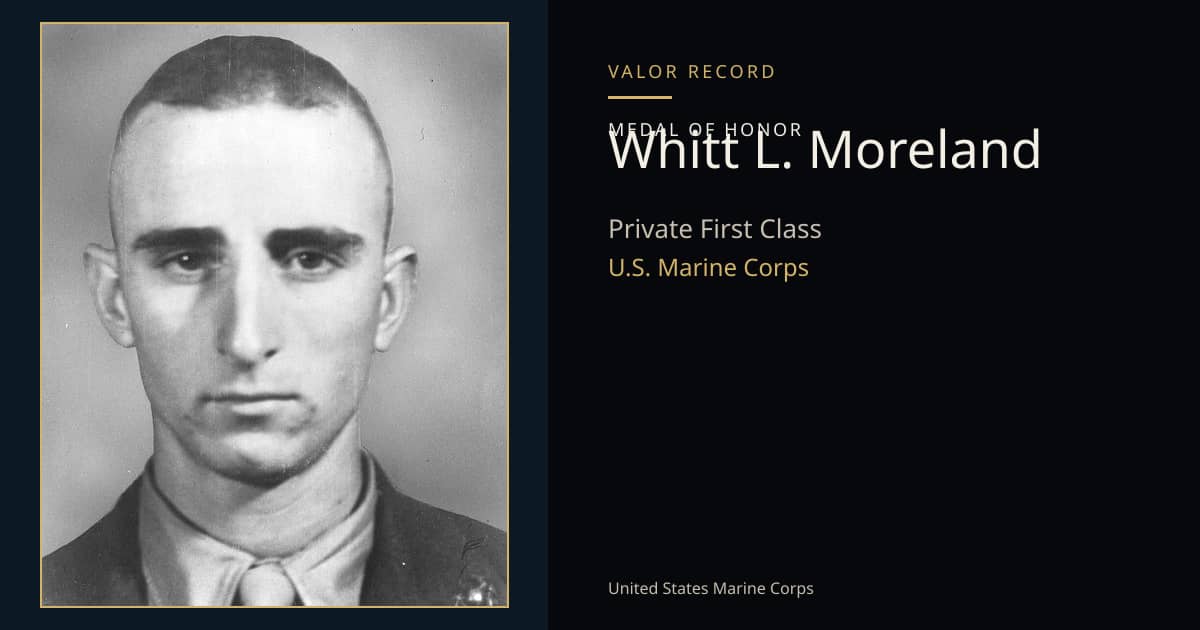 VALOR RECORD
MEDAL OF HONOR
Whitt L. Moreland
Private First Class
U.S. Marine Corps
United States Marine Corps